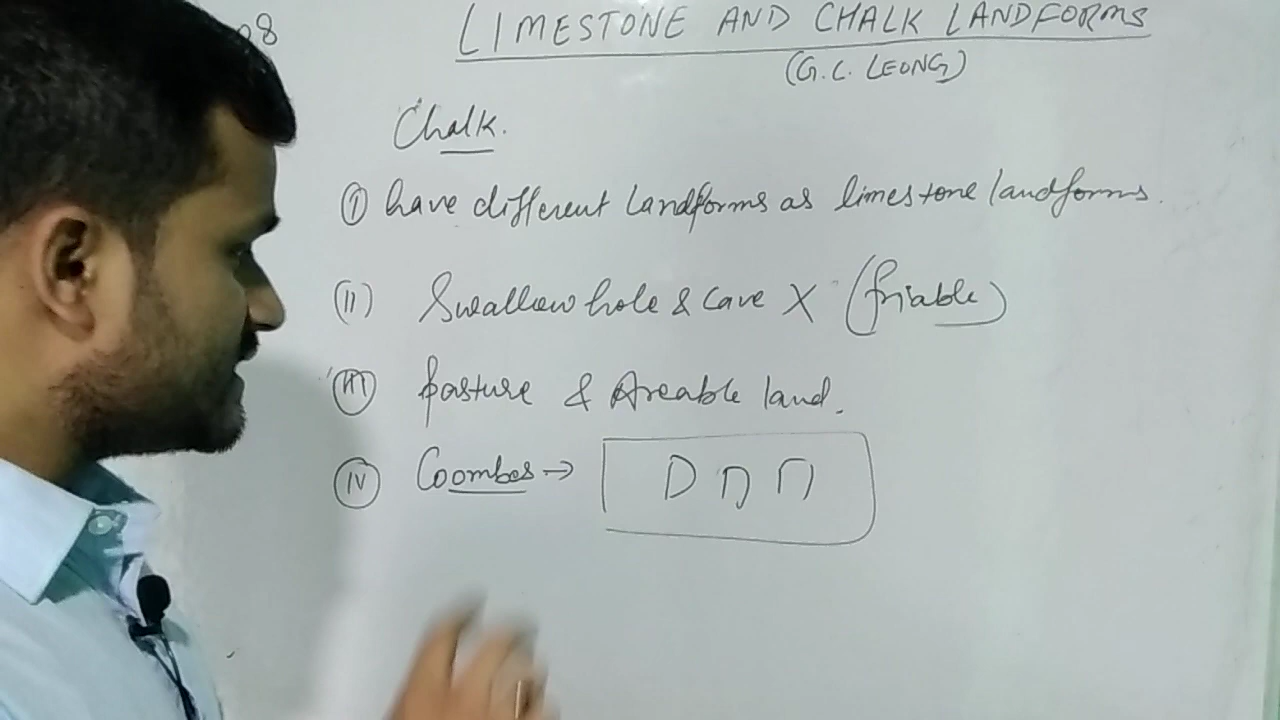 08
LIMESTONE AND CHALK LANDFORMS
(G.C. LEONG)
Chalk.
(I) have different landforms as limestone landforms.
(II) Swallow hole & Cave X (friable)
(III) Pasture & Areable land.
(IV) Coombes →